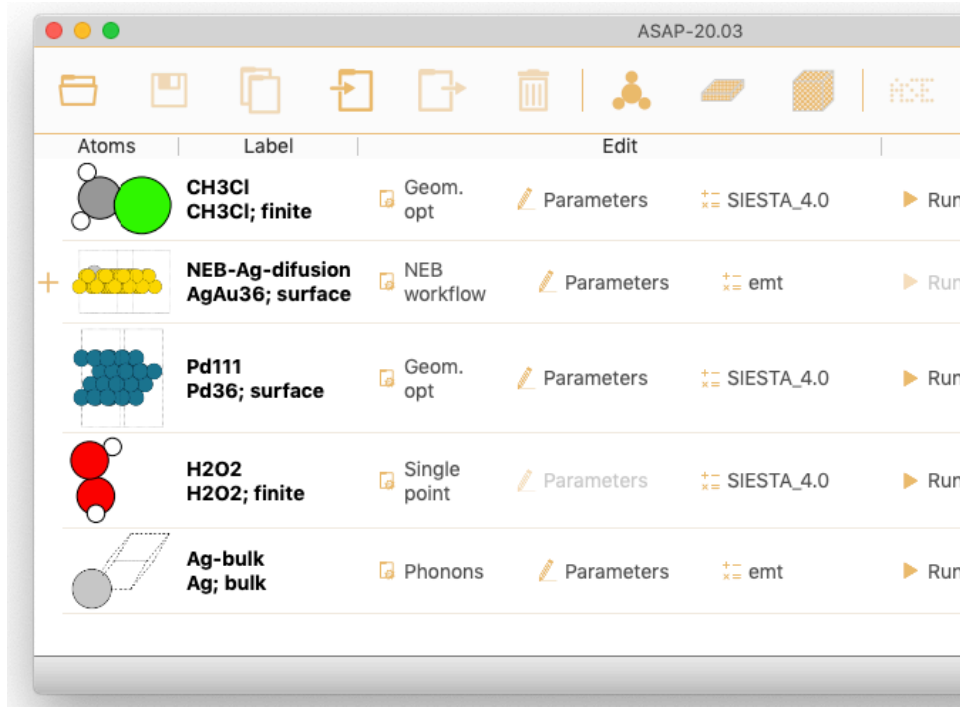 ASAP-20.03
ASE
Atoms Label Edit
CH3Cl
CH3Cl; finite
Geom.
opt
Parameters
SIESTA_4.0
Run
NEB-Ag-difusion
AgAu36; surface
NEB
workflow
Parameters
emt
Run
Pd111
Pd36; surface
Geom.
opt
Parameters
SIESTA_4.0
Run
H2O2
H2O2; finite
Single
point
Parameters
SIESTA_4.0
Run
Ag-bulk
Ag; bulk
Phonons
Parameters
emt
Run